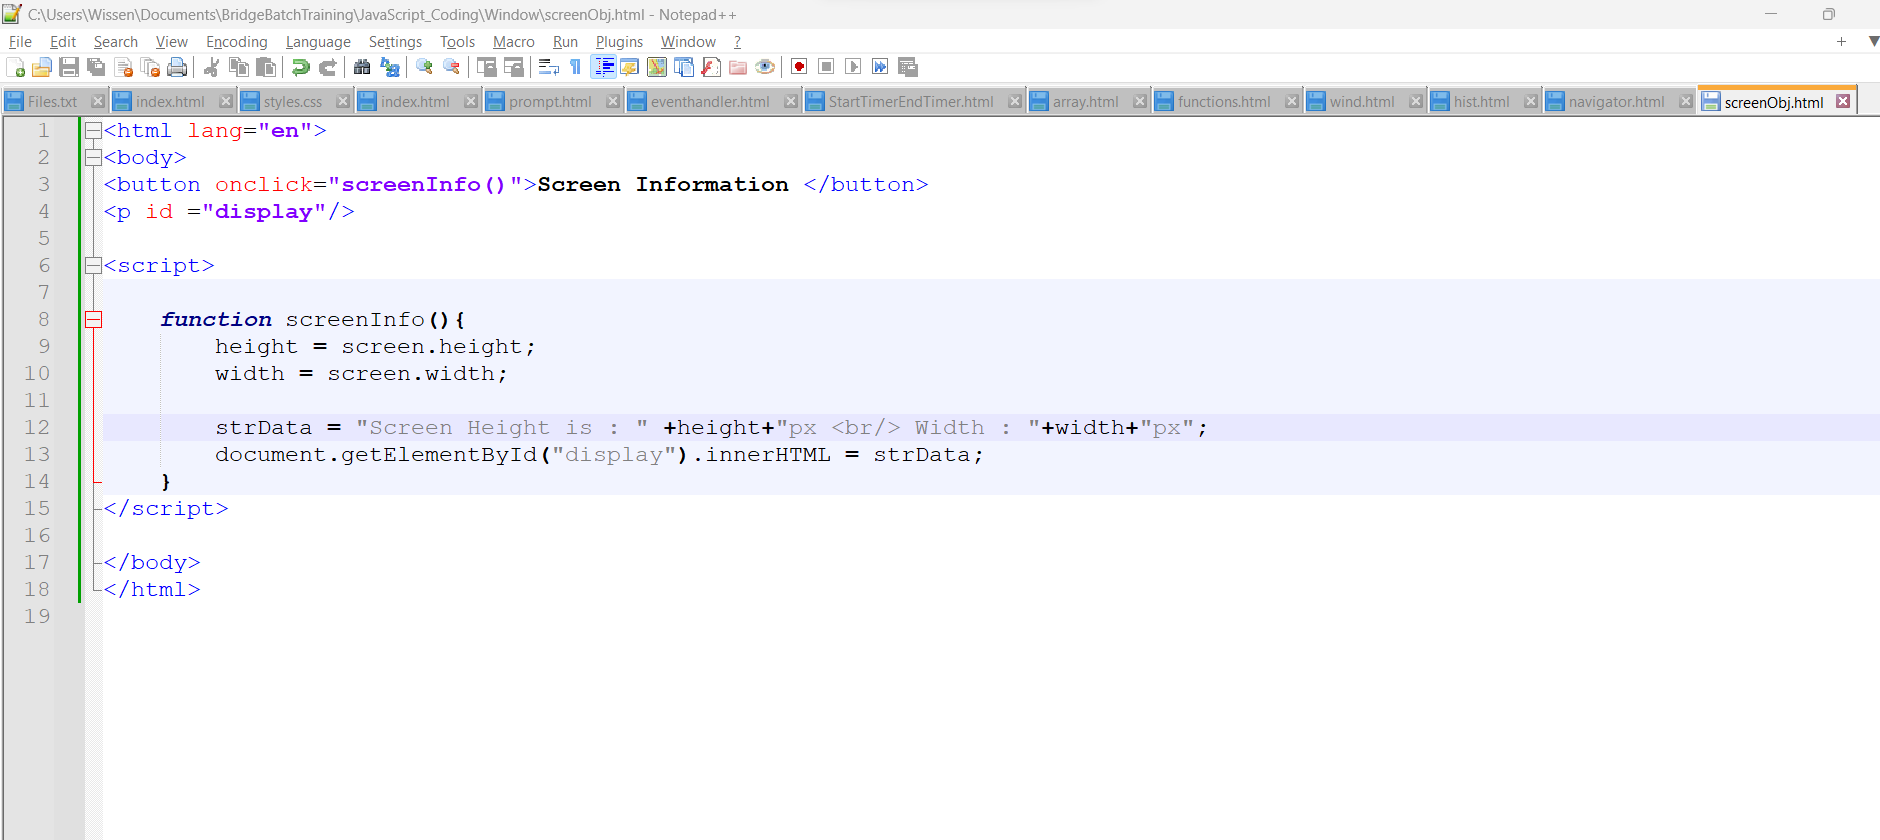 C:\Users\Wissen\Documents\BridgeBatchTraining\JavaScript_Coding\Window\screenObj.html - Notepad++
File Edit Search View Encoding Language Settings Tools Macro Run Plugins Window ?
Files.txt index.html styles.css index.html prompt.html eventhandler.html StartTimerEndTimer.html array.html functions.html wind.html hist.html navigator.html screenObj.html
1 <html lang="en">
2 <body>
3 <button onclick="screenInfo()">Screen Information </button>
4 <p id ="display"/>
5
6 <script>
7
8 function screenInfo(){
9 height = screen.height;
10 width = screen.width;
11
12 strData = "Screen Height is : " +height+"px <br/> Width : "+width+"px";
13 document.getElementById("display").innerHTML = strData;
14 }
15 </script>
16
17 </body>
18 </html>
19